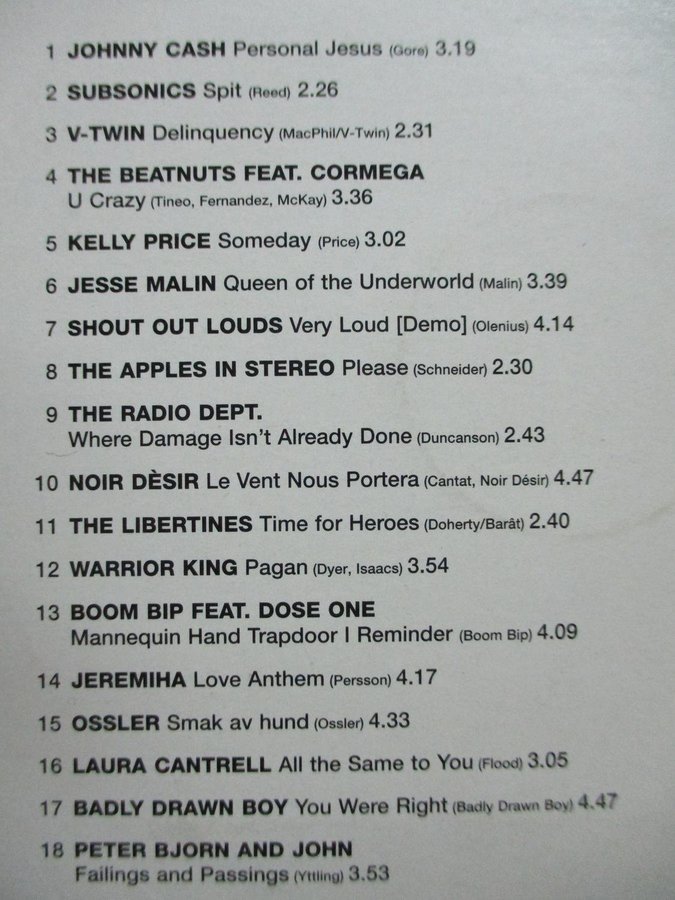 1 JOHNNY CASH Personal Jesus (Gore) 3.19
2 SUBSONICS Spit (Reed) 2.26
3 V-TWIN Delinquency (MacPhil/V-Twin) 2.31
4 THE BEATNUTS FEAT. CORMEGA
U Crazy (Tineo, Fernandez, McKay) 3.36
5 KELLY PRICE Someday (Price) 3.02
6 JESSE MALIN Queen of the Underworld (Malin) 3.39
7 SHOUT OUT LOUDS Very Loud [Demo] (Olenius) 4.14
8 THE APPLES IN STEREO Please (Schneider) 2.30
9 THE RADIO DEPT.
Where Damage Isn't Already Done (Duncanson) 2.43
10 NOIR DÈSIR Le Vent Nous Portera (Cantat, Noir Désir) 4.47
11 THE LIBERTINES Time for Heroes (Doherty/Barât) 2.40
12 WARRIOR KING Pagan (Dyer, Isaacs) 3.54
13 BOOM BIP FEAT. DOSE ONE
Mannequin Hand Trapdoor I Reminder (Boom Bip) 4.09
14 JEREMIHA Love Anthem (Persson) 4.17
15 OSSLER Smak av hund (Ossler) 4.33
16 LAURA CANTRELL All the Same to You (Flood) 3.05
17 BADLY DRAWN BOY You Were Right (Badly Drawn Boy) 4.47
18 PETER BJORN AND JOHN
Failings and Passings (Yttling) 3.53